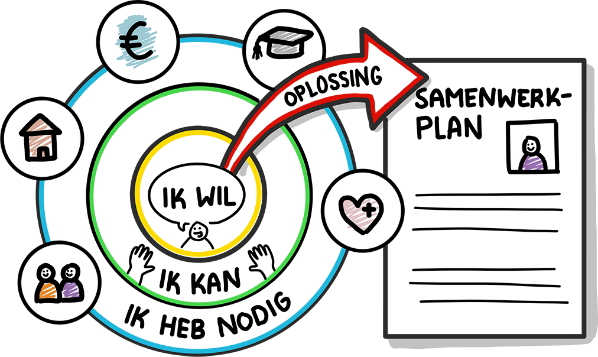 €
OPLOSSING
SAMENWERK-
PLAN
IK WIL
IK KAN
IK HEB NODIG